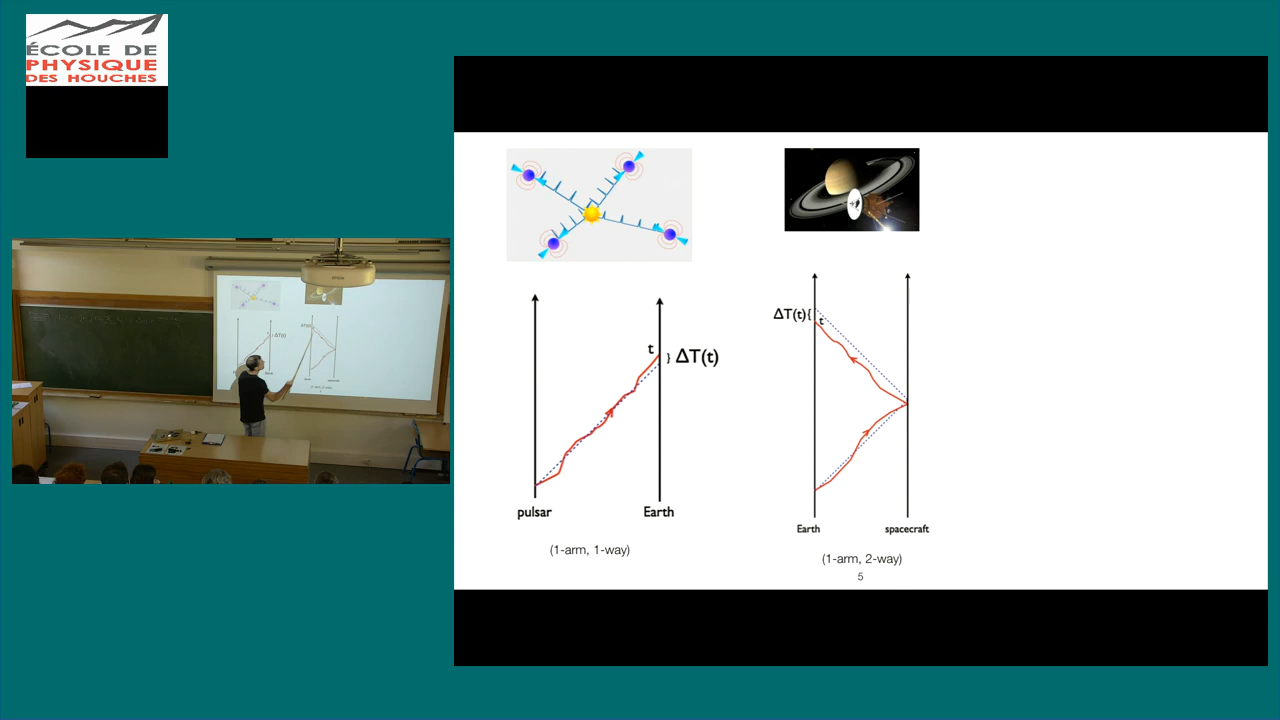 ÉCOLE DE
PHYSIQUE
DES HOUCHES
ΔT(t){
t
t
} ΔT(t)
pulsar
Earth
Earth
spacecraft
(1-arm, 1-way)
(1-arm, 2-way)
5